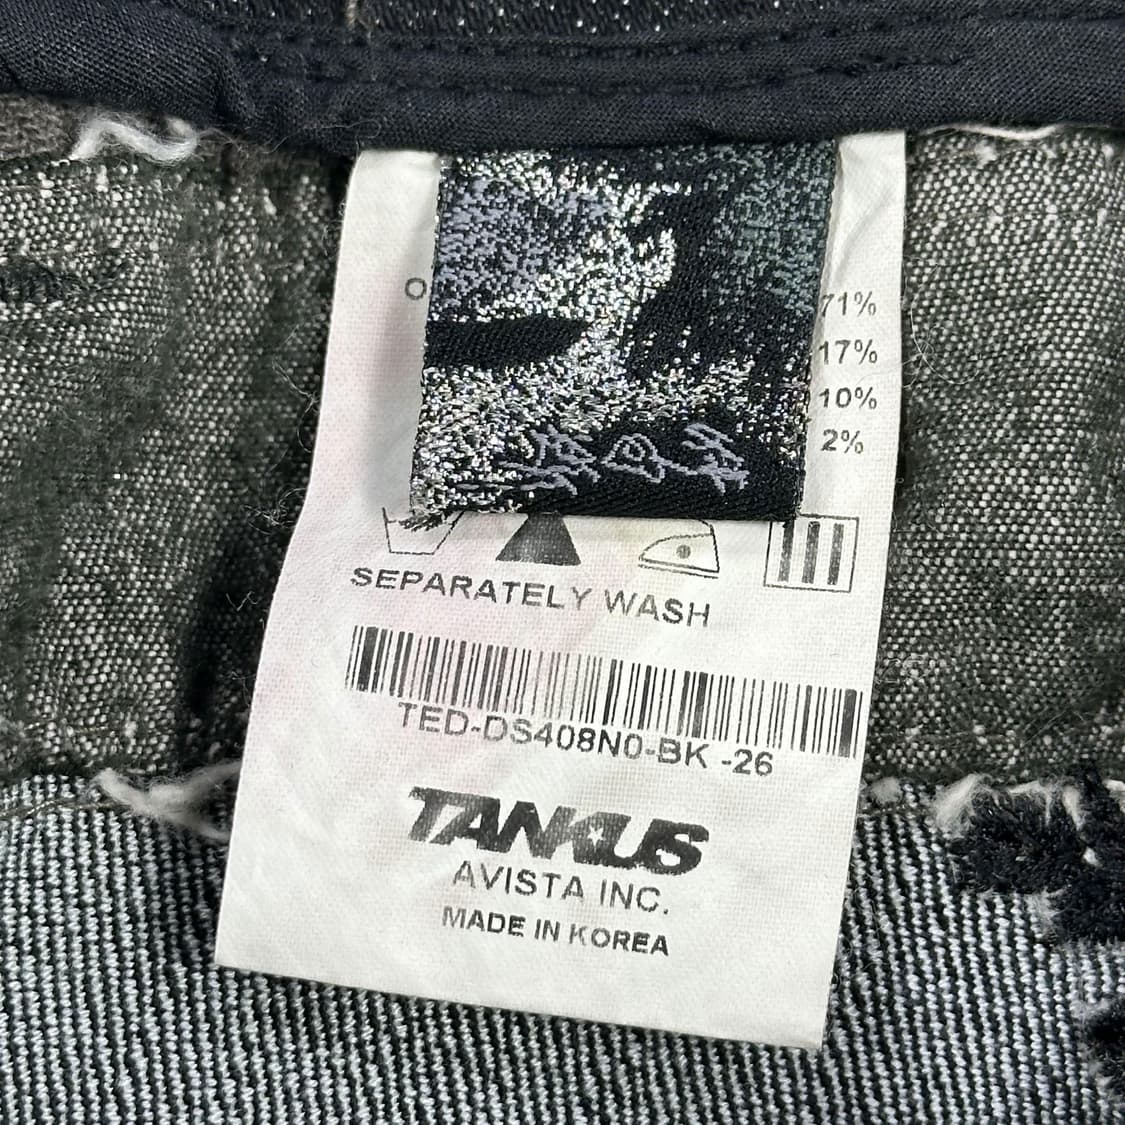 71%
17%
10%
2%
SEPARATELY WASH
TED-DS408N0-BK -26
TANKUS
AVISTA INC.
MADE IN KOREA